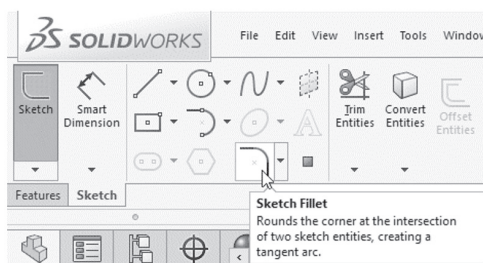 SOLIDWORKS
File Edit View Insert Tools Window
Sketch
Smart
Dimension
Trim
Entities
Convert
Entities
Offset
Entities
Features Sketch
Sketch Fillet
Rounds the corner at the intersection
of two sketch entities, creating a
tangent arc.